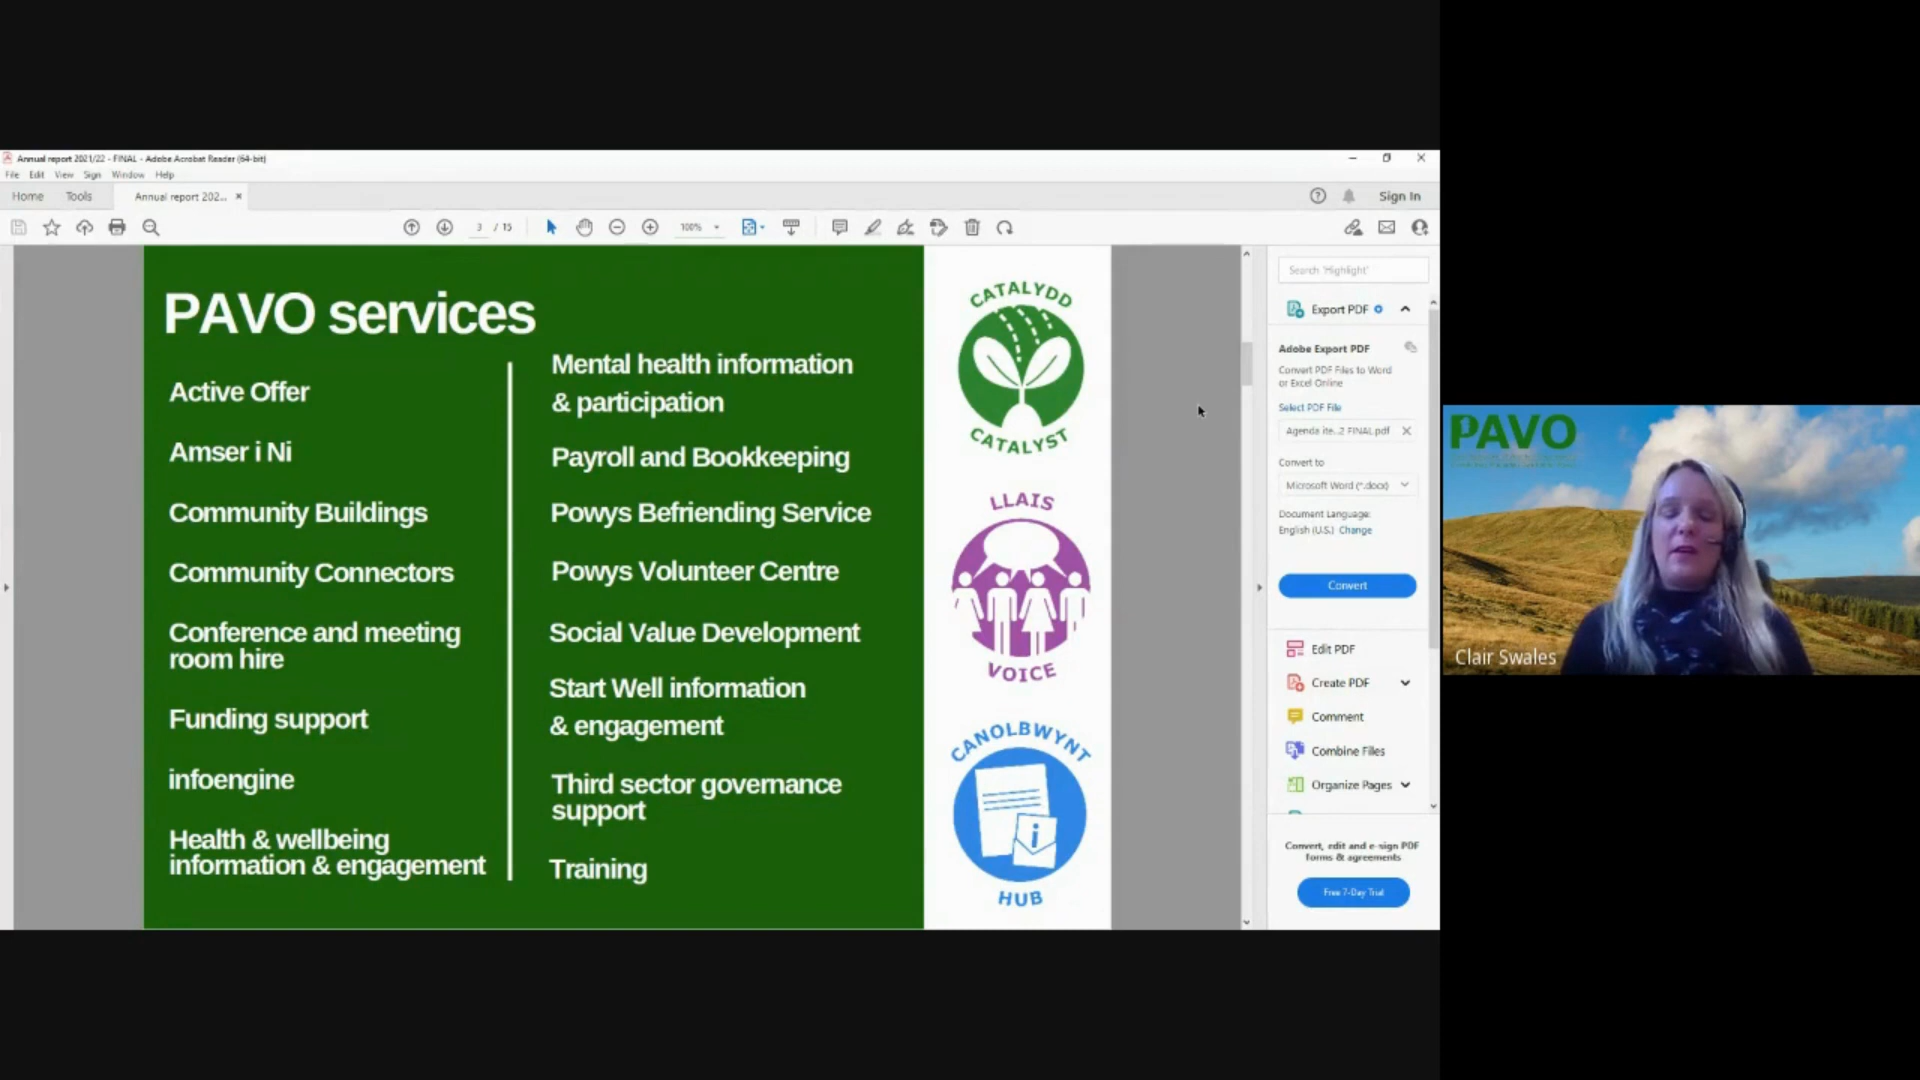 Annual report 2021/22 - FINAL - Adobe Acrobat Reader (64-bit)
File Edit View Sign Window Help
Home Tools Annual report 202... Sign In
3 / 15 100%
PAVO services
Active Offer
Amser i Ni
Community Buildings
Community Connectors
Conference and meeting
room hire
Funding support
infoengine
Health & wellbeing
information & engagement
Mental health information
& participation
Payroll and Bookkeeping
Powys Befriending Service
Powys Volunteer Centre
Social Value Development
Start Well information
& engagement
Third sector governance
support
Training
CATALYDD
CATALYST
LLAIS
VOICE
CANOLBWYNT
i
HUB
Search 'Highlight'
Export PDF
Adobe Export PDF
Convert PDF Files to Word
or Excel Online
Select PDF File
Agenda ite...2 FINAL.pdf
Convert to
Microsoft Word (*.docx)
Document Language:
English (U.S.) Change
Convert
Edit PDF
Create PDF
Comment
Combine Files
Organize Pages
Convert, edit and e-sign PDF
forms & agreements
Free 7-Day Trial
PAVO
Clair Swales